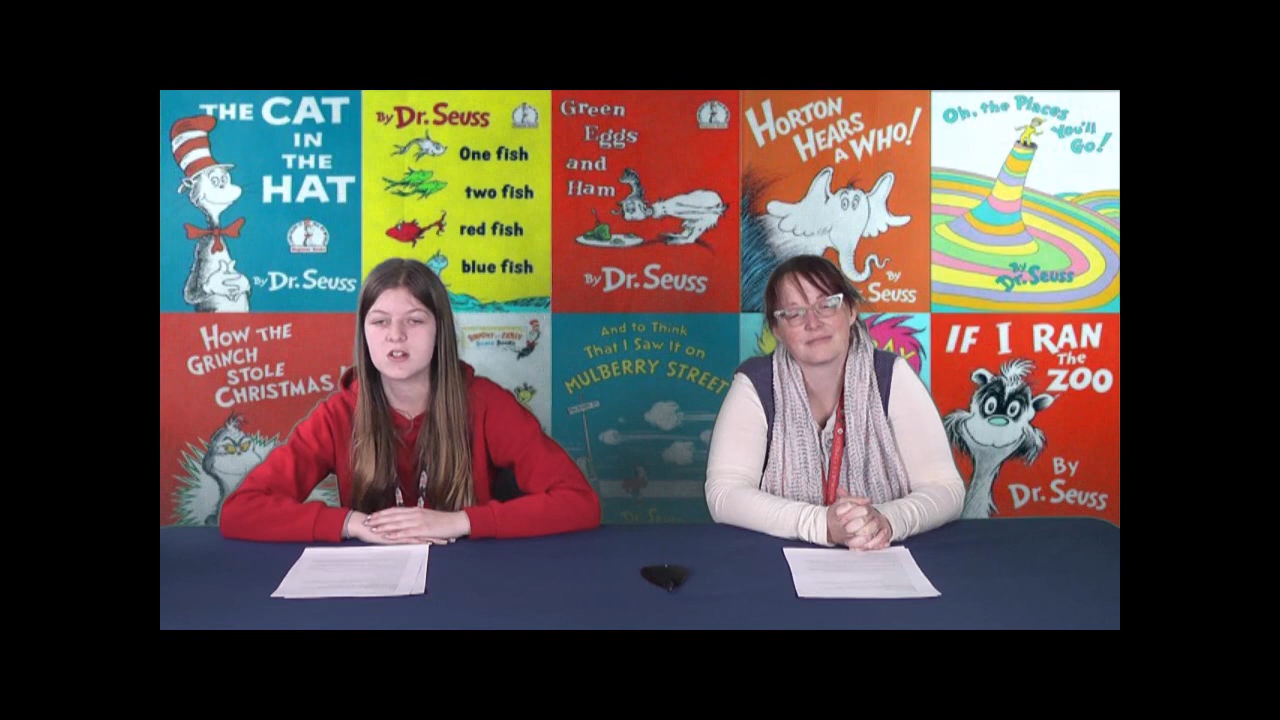 THE CAT
IN
THE
HAT
By Dr. Seuss
By Dr. Seuss
One fish
two fish
red fish
blue fish
Green
Eggs
and
Ham
By Dr. Seuss
HORTON
HEARS
A WHO!
By
Seuss
Oh, the Places
You'll
Go!
By
Dr. Seuss
HOW THE
GRINCH
STOLE
CHRISTMAS!
And to Think
That I Saw It on
MULBERRY STREET
Dr. Seuss
IF I RAN
The
ZOO
By
Dr. Seuss